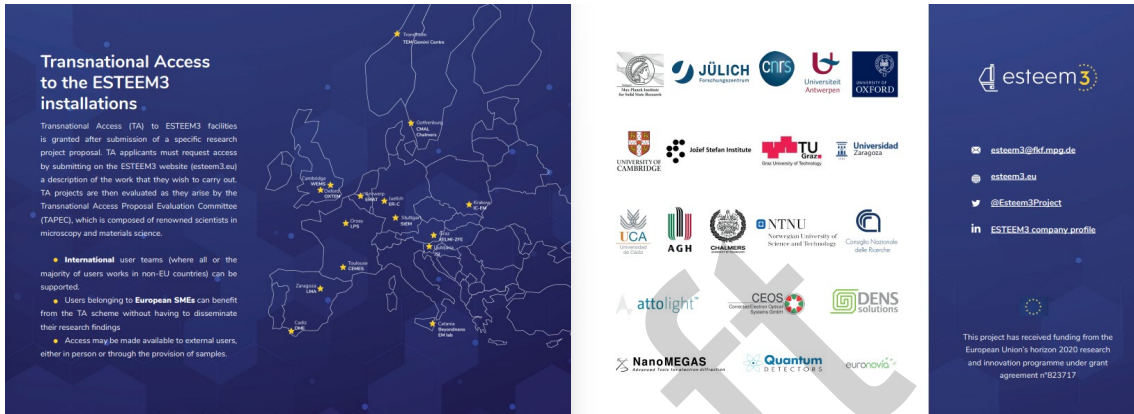 Transnational Access
to the ESTEEM3
installations
Transnational Access (TA) to ESTEEM3 facilities
is granted after submission of a specific research
project proposal. TA applicants must request access
by submitting on the ESTEEM3 website (esteem3.eu)
a description of the work that they wish to carry out.
TA projects are then evaluated as they arise by the
Transnational Access Proposal Evaluation Committee
(TAPEC), which is composed of renowned scientists in
microscopy and materials science.
● International user teams (where all or the
majority of users works in non-EU countries) can be
supported.
● Users belonging to European SMEs can benefit
from the TA scheme without having to disseminate
their research findings
● Access may be made available to external users,
either in person or through the provision of samples.
Trondheim
TEM Gemini Centre
Gothenburg
CMAL
Chalmers
Cambridge
WEMS
Oxford
OXTEM
Antwerp
EMAT
Juelich
ER-C
Krakow
IC-EM
Orsay
LPS
Stuttgart
StEM
Graz
FELMI-ZFE
Ljubljana
JSI
Toulouse
CEMES
Zaragoza
LMA
Cadiz
DME
Catania
Beyondnano
EM lab
Max Planck Institute
for Solid State Research
JÜLICH
Forschungszentrum
cnrs
Universiteit
Antwerpen
UNIVERSITY OF
OXFORD
UNIVERSITY OF
CAMBRIDGE
Jožef Stefan Institute
TU
Graz
Graz University of Technology
Universidad
Zaragoza
UCA
Universidad
de Cádiz
AGH
CHALMERS
NTNU
Norwegian University of
Science and Technology
Consiglio Nazionale
delle Ricerche
attolight™
CEOS
Corrected Electron Optical
Systems GmbH
DENS
solutions
NanoMEGAS
Advanced Tools for electron diffraction
Quantum
DETECTORS
euronovia
ft
esteem3
esteem3@fkf.mpg.de
esteem3.eu
@Esteem3Project
in ESTEEM3 company profile
This project has received funding from the
European Union's horizon 2020 research
and innovation programme under grant
agreement n°823717